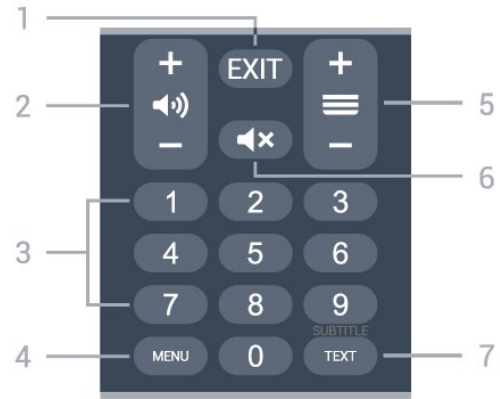 1
+ EXIT +
2 5
− −
6
1 2 3
3 4 5 6
7 8 9
SUBTITLE
4 MENU 0 TEXT 7